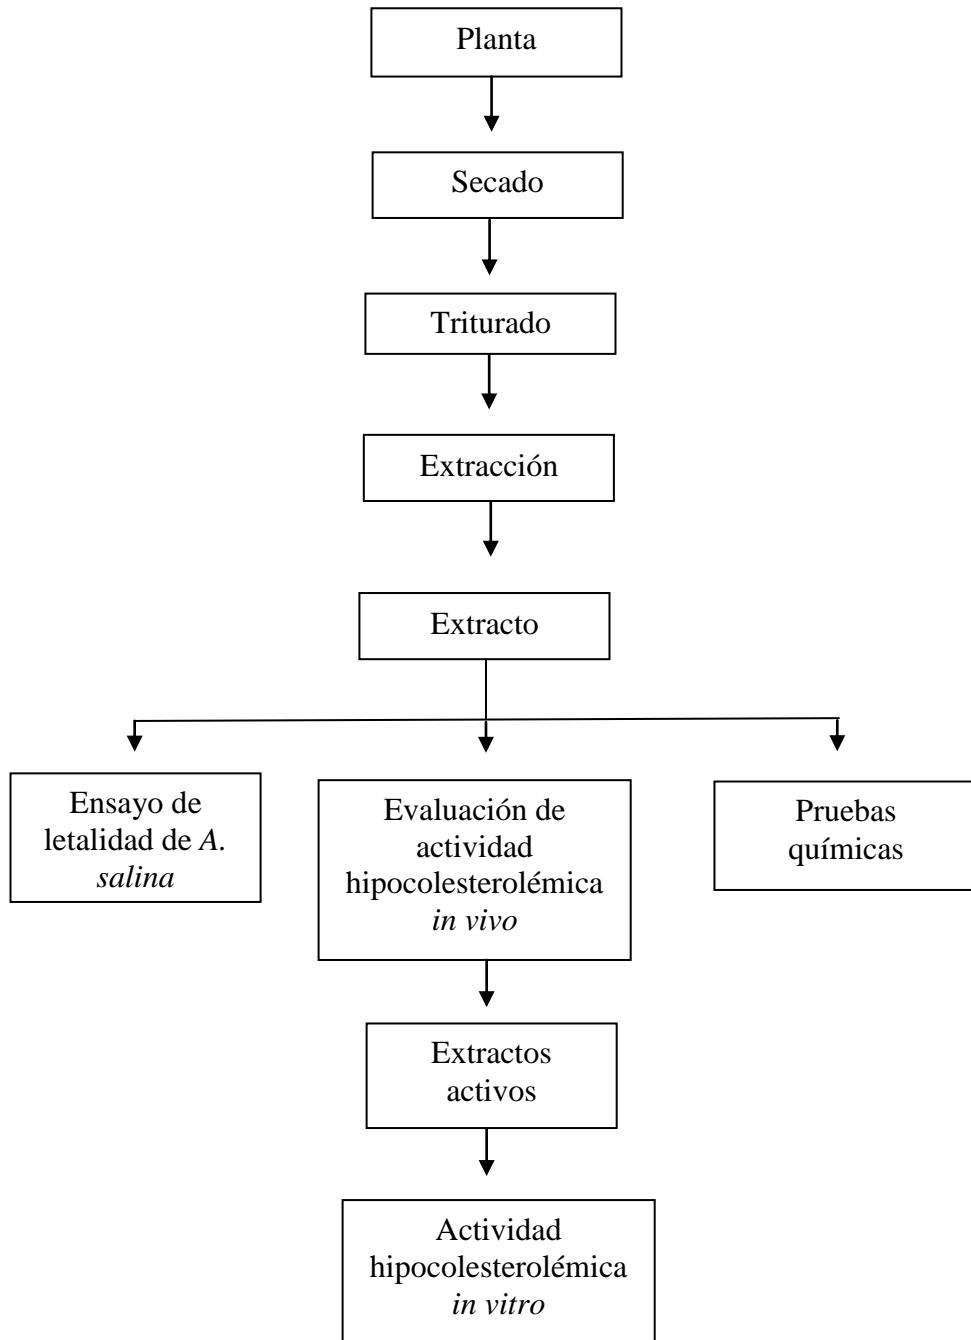 Planta
Secado
Triturado
Extracción
Extracto
Ensayo de
letalidad de A.
salina
Evaluación de
actividad
hipocolesterolémica
in vivo
Pruebas
químicas
Extractos
activos
Actividad
hipocolesterolémica
in vitro